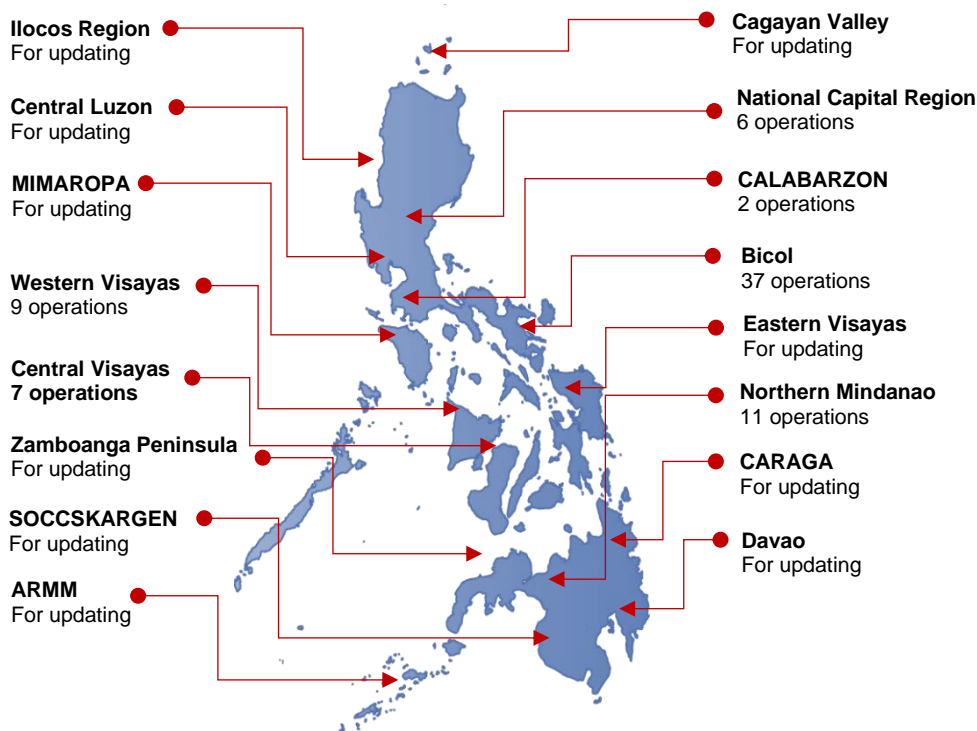 Ilocos Region
For updating
Central Luzon
For updating
MIMAROPA
For updating
Western Visayas
9 operations
Central Visayas
7 operations
Zamboanga Peninsula
For updating
SOCCSKARGEN
For updating
ARMM
For updating
Cagayan Valley
For updating
National Capital Region
6 operations
CALABARZON
2 operations
Bicol
37 operations
Eastern Visayas
For updating
Northern Mindanao
11 operations
CARAGA
For updating
Davao
For updating